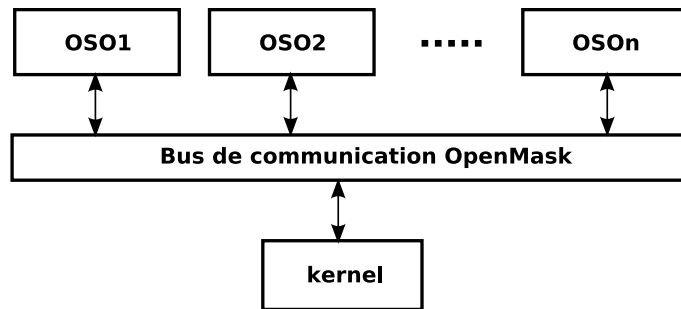 OSO1 OSO2 ..... OSOn
Bus de communication OpenMask
kernel